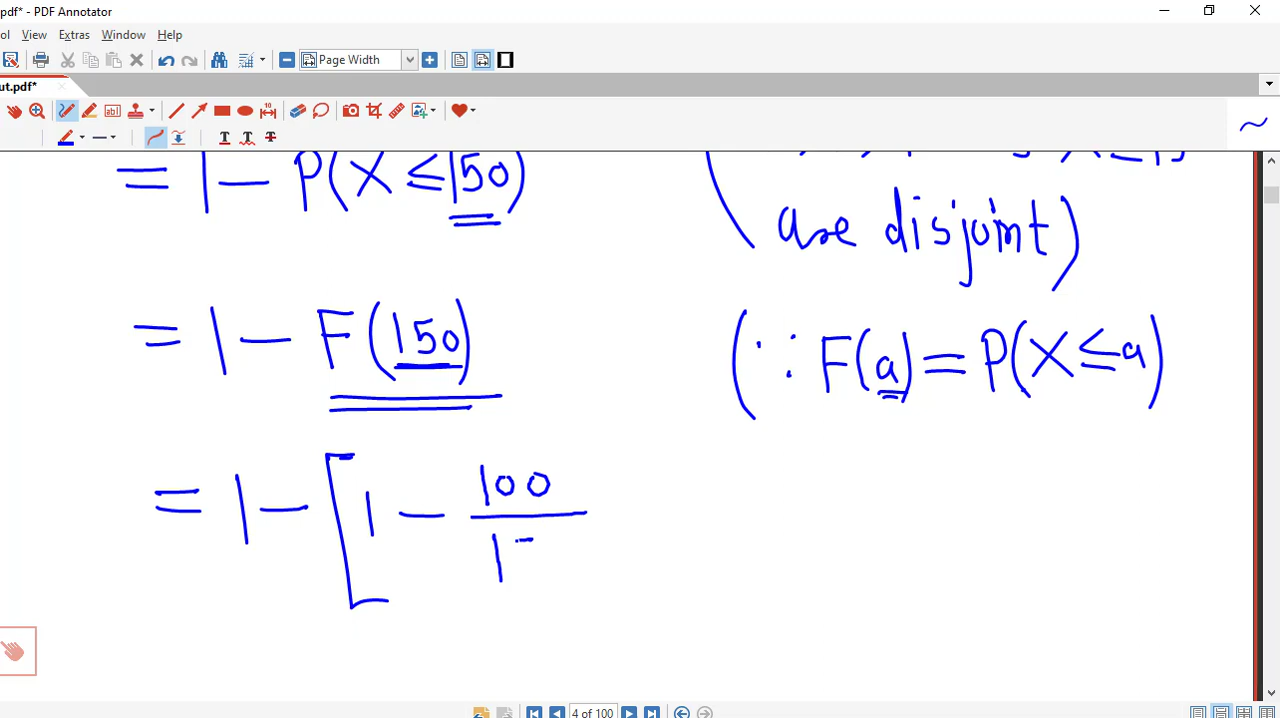 .pdf* - PDF Annotator
ol View Extras Window Help
Page Width
ut.pdf*
= 1 - P(X ≤ 150)
are disjoint)
= 1 - F(150)
(∵ F(a) = P(X ≤ a)
= 1 - [1 - 100
1
4 of 100